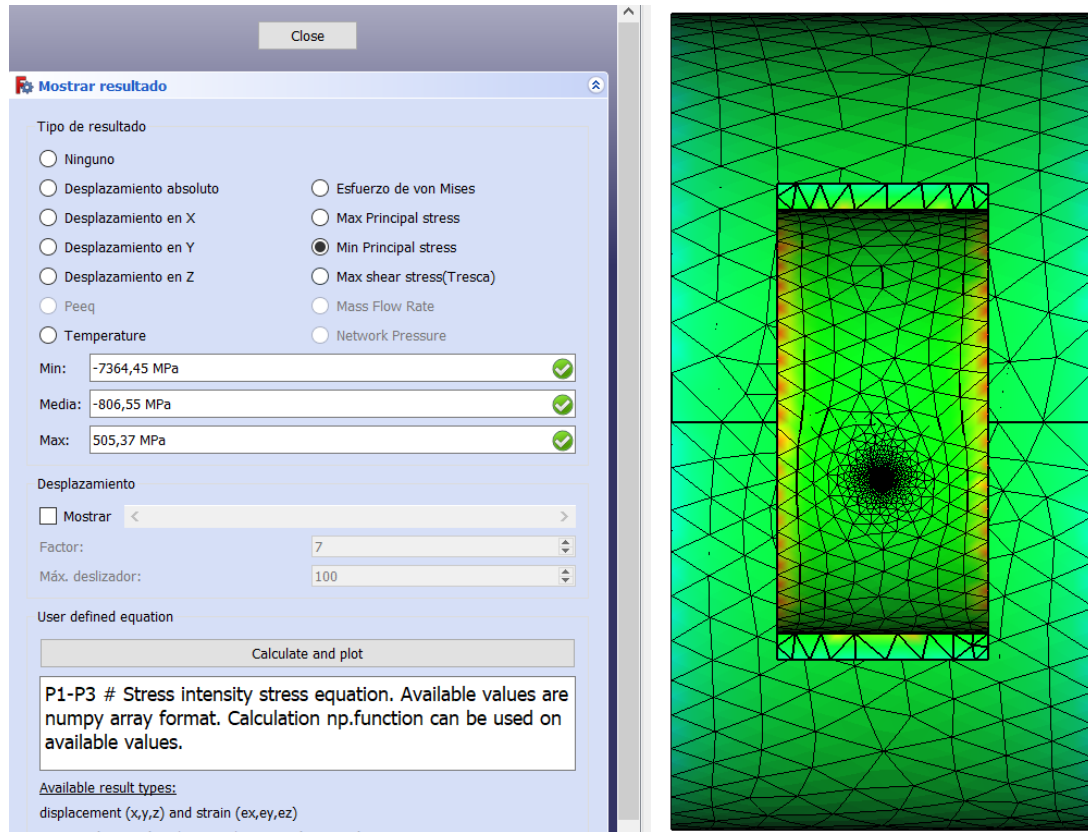 Close
Mostrar resultado
Tipo de resultado
Ninguno
Desplazamiento absoluto
Esfuerzo de von Mises
Desplazamiento en X
Max Principal stress
Desplazamiento en Y
Min Principal stress
Desplazamiento en Z
Max shear stress(Tresca)
Peeq
Mass Flow Rate
Temperature
Network Pressure
Min: -7364,45 MPa
Media: -806,55 MPa
Max: 505,37 MPa
Desplazamiento
Mostrar
Factor: 7
Máx. deslizador: 100
User defined equation
Calculate and plot
P1-P3 # Stress intensity stress equation. Available values are
numpy array format. Calculation np.function can be used on
available values.
Available result types:
displacement (x,y,z) and strain (ex,ey,ez)